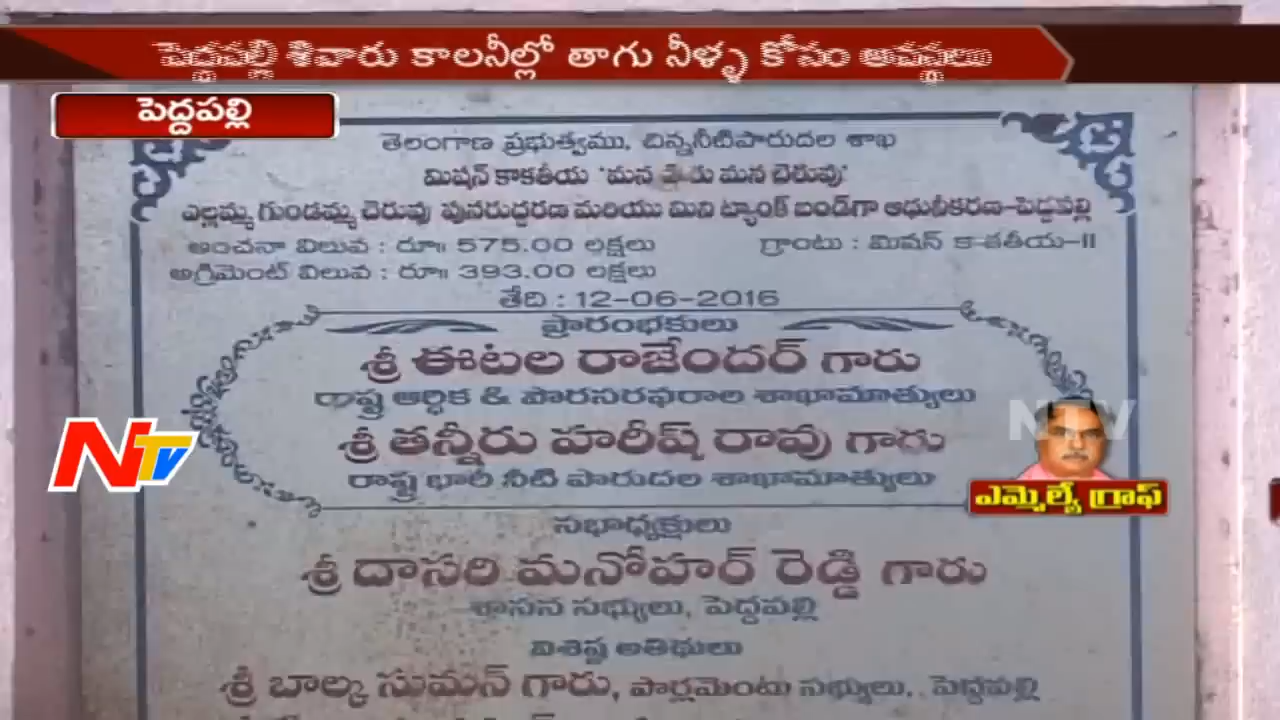 పెద్దపల్లి శివారు కాలనీల్లో తాగు నీళ్ళ కోసం అవస్థలు
పెద్దపల్లి
తెలంగాణ ప్రభుత్వము, చిన్ననీటిపారుదల శాఖ
మిషన్ కాకతీయ 'మన ఊరు మన చెరువు'
ఎల్లమ్మ గుండమ్మ చెరువు పునరుద్ధరణ మరియు మిని ట్యాంక్ బండ్‌గా ఆధునీకరణ-పెద్దపల్లి
అంచనా విలువ : రూ॥ 575.00 లక్షలు గ్రాంటు : మిషన్ కాకతీయ-II
అగ్రిమెంట్ విలువ : రూ॥ 393.00 లక్షలు
తేది : 12-06-2016
ప్రారంభకులు
శ్రీ ఈటల రాజేందర్ గారు
రాష్ట్ర ఆర్థిక & పౌరసరఫరాల శాఖామాత్యులు
NTV
శ్రీ తన్నీరు హరీష్ రావు గారు
NTV
రాష్ట్ర భారీ నీటి పారుదల శాఖామాత్యులు
ఎమ్మెల్యే గ్రాఫ్
సభాధ్యక్షులు
శ్రీ దాసరి మనోహర్ రెడ్డి గారు
శాసన సభ్యులు, పెద్దపల్లి
విశిష్ట అతిథులు
శ్రీ బాల్క సుమన్ గారు, పార్లమెంటు సభ్యులు, పెద్దపల్లి